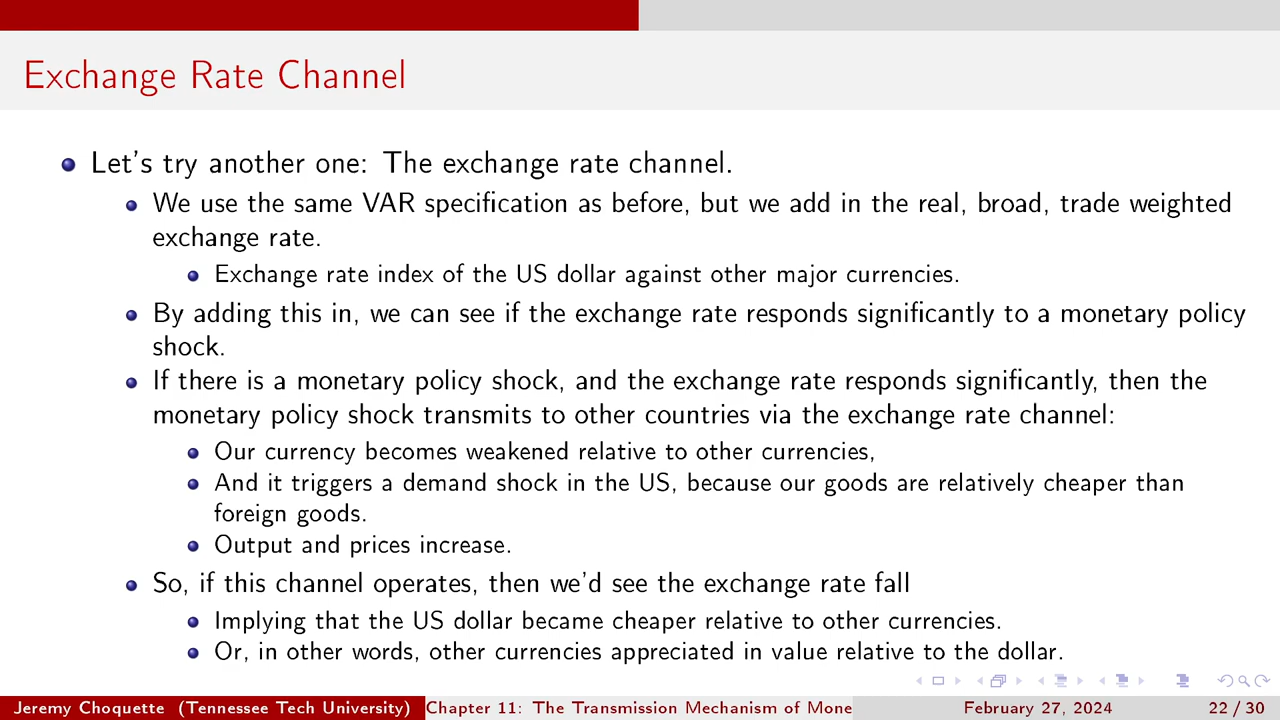 Exchange Rate Channel
Let's try another one: The exchange rate channel.
We use the same VAR specification as before, but we add in the real, broad, trade weighted
exchange rate.
Exchange rate index of the US dollar against other major currencies.
By adding this in, we can see if the exchange rate responds significantly to a monetary policy
shock.
If there is a monetary policy shock, and the exchange rate responds significantly, then the
monetary policy shock transmits to other countries via the exchange rate channel:
Our currency becomes weakened relative to other currencies,
And it triggers a demand shock in the US, because our goods are relatively cheaper than
foreign goods.
Output and prices increase.
So, if this channel operates, then we'd see the exchange rate fall
Implying that the US dollar became cheaper relative to other currencies.
Or, in other words, other currencies appreciated in value relative to the dollar.
Jeremy Choquette (Tennessee Tech University) Chapter 11: The Transmission Mechanism of Mone February 27, 2024 22 / 30